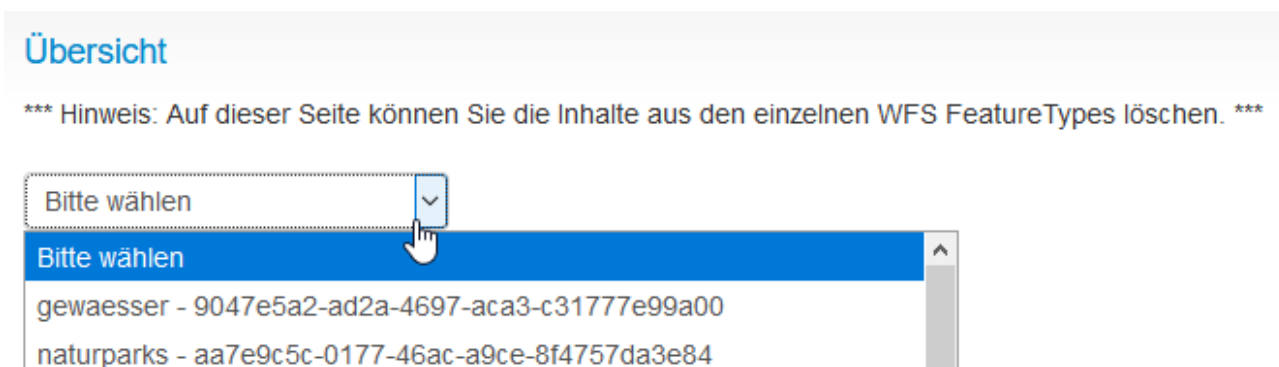 Übersicht
*** Hinweis: Auf dieser Seite können Sie die Inhalte aus den einzelnen WFS FeatureTypes löschen. ***
Bitte wählen
Bitte wählen
gewaesser - 9047e5a2-ad2a-4697-aca3-c31777e99a00
naturparks - aa7e9c5c-0177-46ac-a9ce-8f4757da3e84